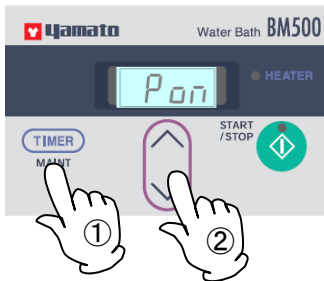 yamato
Water Bath BM500
Pon
HEATER
TIMER
MAINT
START
/STOP
①
②